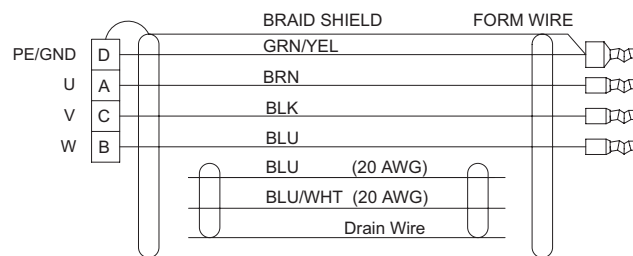 BRAID SHIELD FORM WIRE
PE/GND D GRN/YEL
U A BRN
V C BLK
W B BLU
BLU (20 AWG)
BLU/WHT (20 AWG)
Drain Wire